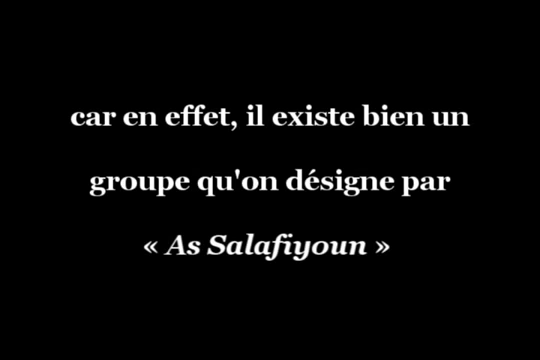 car en effet, il existe bien un
groupe qu'on désigne par
« As Salafiyoun »